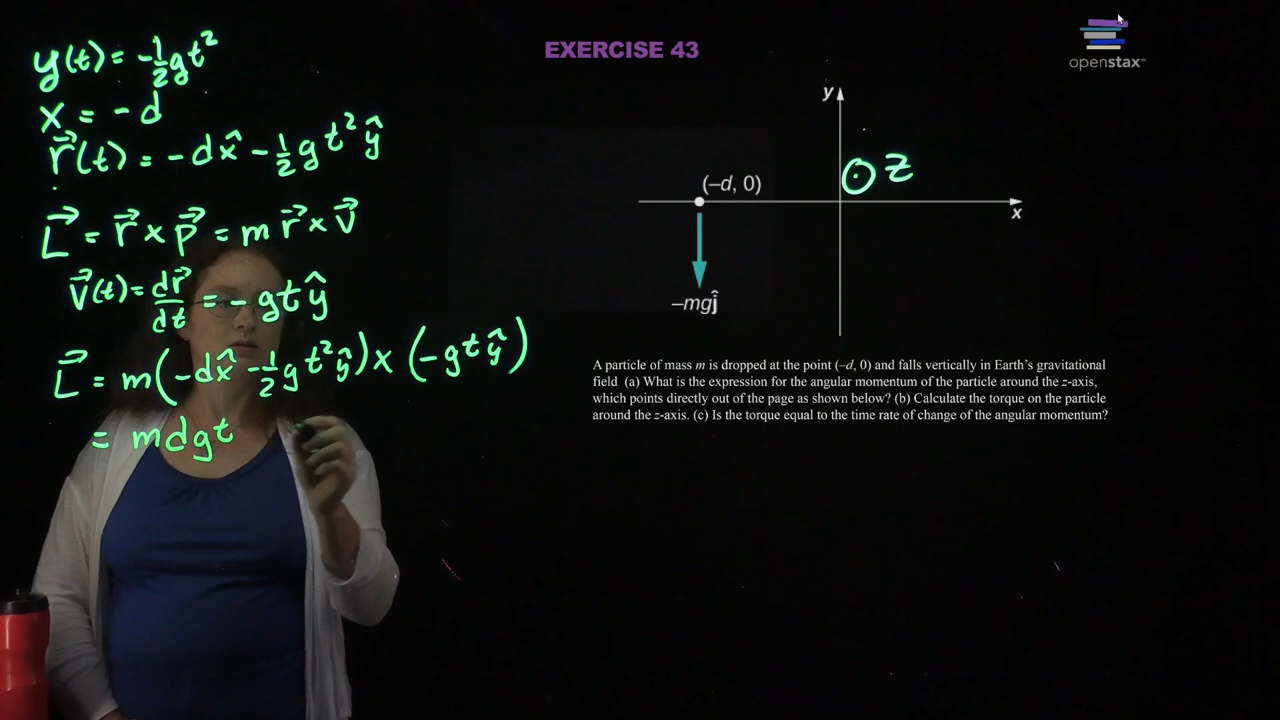 y(t) = -½gt²
x = -d
r⃗(t) = -dx̂ - ½gt²ŷ
L⃗ = r⃗ × p⃗ = m r⃗ × v⃗
v⃗(t) = dr⃗/dt = -gtŷ
L⃗ = m(-dx̂ - ½gt²ŷ) × (-gtŷ)
= mdgt
EXERCISE 43
openstax™
y
z
(–d, 0)
x
–mgĵ
A particle of mass m is dropped at the point (–d, 0) and falls vertically in Earth's gravitational
field (a) What is the expression for the angular momentum of the particle around the z-axis,
which points directly out of the page as shown below? (b) Calculate the torque on the particle
around the z-axis. (c) Is the torque equal to the time rate of change of the angular momentum?